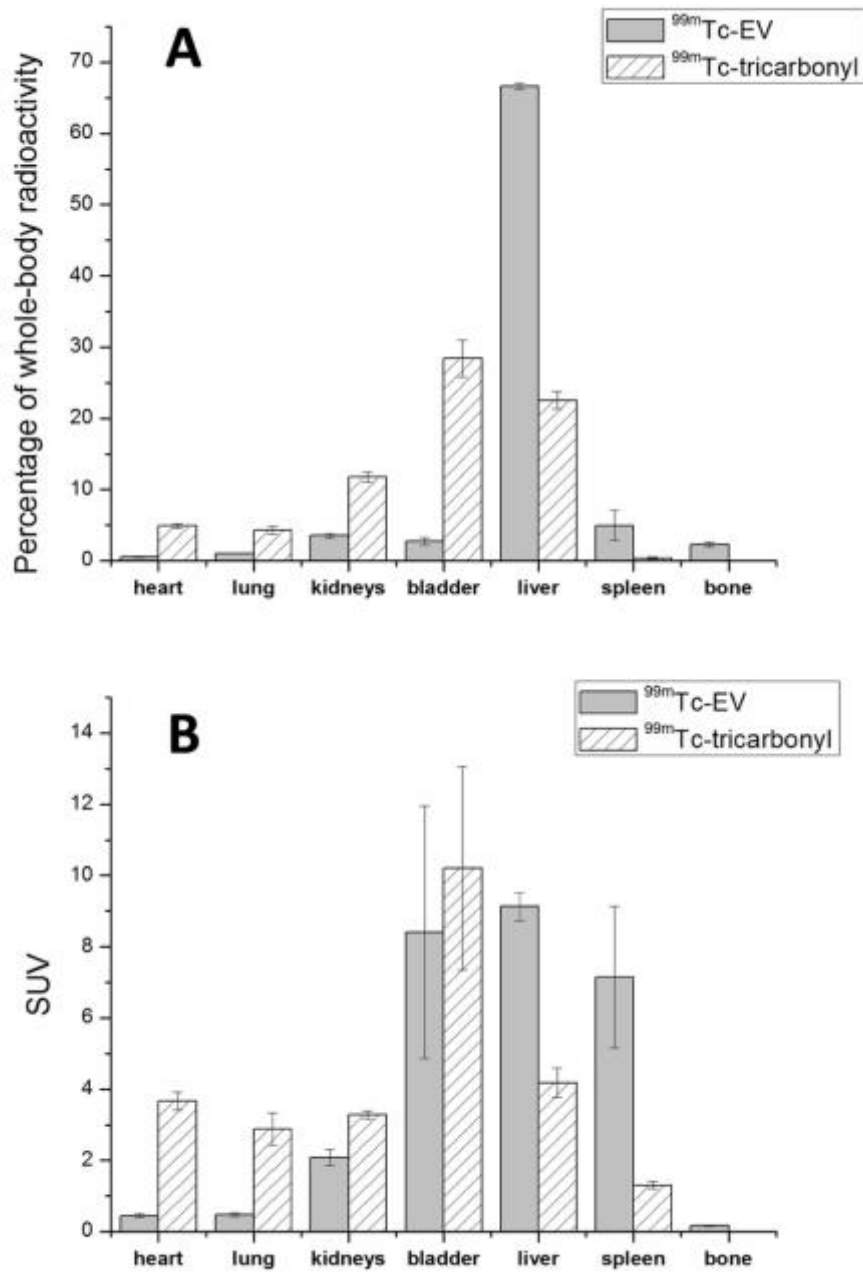 A
99mTc-EV
99mTc-tricarbonyl
Percentage of whole-body radioactivity
70
60
50
40
30
20
10
0
heart lung kidneys bladder liver spleen bone
B
99mTc-EV
99mTc-tricarbonyl
SUV
14
12
10
8
6
4
2
0
heart lung kidneys bladder liver spleen bone